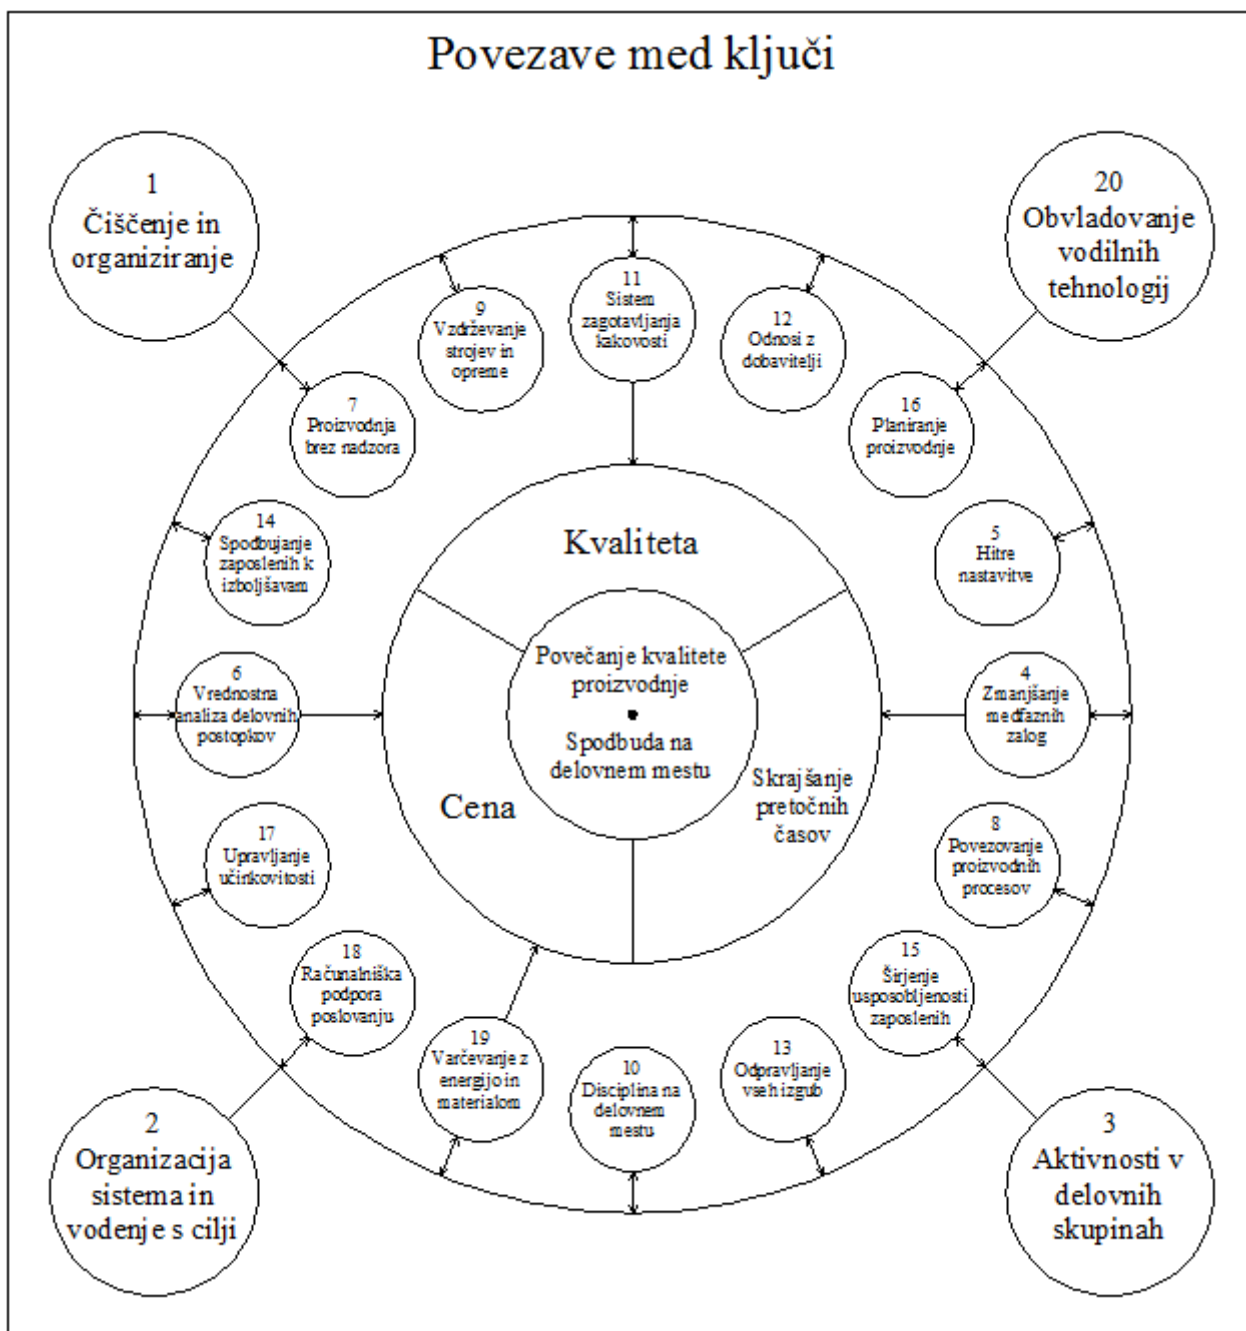 Povezave med ključi
1
Čiščenje in
organiziranje
20
Obvladovanje
vodilnih
tehnologij
11
Sistem
zagotavljanja
kakovosti
9
Vzdrževanje
strojev in
opreme
12
Odnosi z
dobavitelji
7
Proizvodnja
brez nadzora
16
Planiranje
proizvodnje
14
Spodbujanje
zaposlenih k
izboljšavam
5
Hitre
nastavitve
Kvaliteta
6
Vrednostna
analiza delovnih
postopkov
Povečanje kvalitete
proizvodnje
Spodbuda na
delovnem mestu
4
Zmanjšanje
medfaznih
zalog
Cena
Skrajšanje
pretočnih
časov
17
Upravljanje
učinkovitosti
8
Povezovanje
proizvodnih
procesov
18
Računalniška
podpora
poslovanju
15
Širjenje
usposobljenosti
zaposlenih
19
Varčevanje z
energijo in
materialom
10
Disciplina na
delovnem
mestu
13
Odpravljanje
vseh izgub
2
Organizacija
sistema in
vodenje s cilji
3
Aktivnosti v
delovnih
skupinah